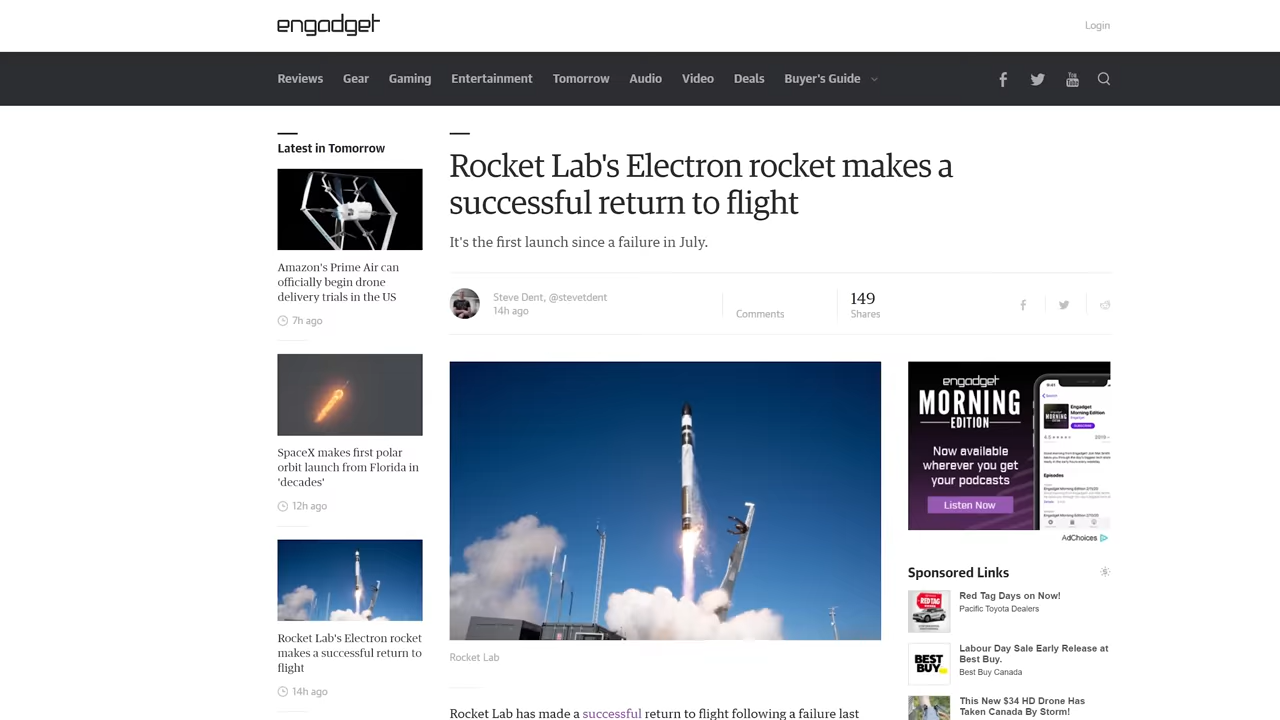 engadget
Login
Reviews Gear Gaming Entertainment Tomorrow Audio Video Deals Buyer's Guide
Latest in Tomorrow
Amazon's Prime Air can
officially begin drone
delivery trials in the US
7h ago
SpaceX makes first polar
orbit launch from Florida in
'decades'
12h ago
Rocket Lab's Electron rocket
makes a successful return to
flight
14h ago
Rocket Lab's Electron rocket makes a
successful return to flight
It's the first launch since a failure in July.
Steve Dent, @stevetdent
14h ago
Comments
149
Shares
Rocket Lab
Rocket Lab has made a successful return to flight following a failure last
engadget
MORNING
EDITION
Now available
wherever you get
your podcasts
Listen Now
Engadget
Morning Edition
Episodes
AdChoices
Sponsored Links
RED TAG
Red Tag Days on Now!
Pacific Toyota Dealers
BEST
BUY
Labour Day Sale Early Release at
Best Buy.
Best Buy Canada
This New $34 HD Drone Has
Taken Canada By Storm!